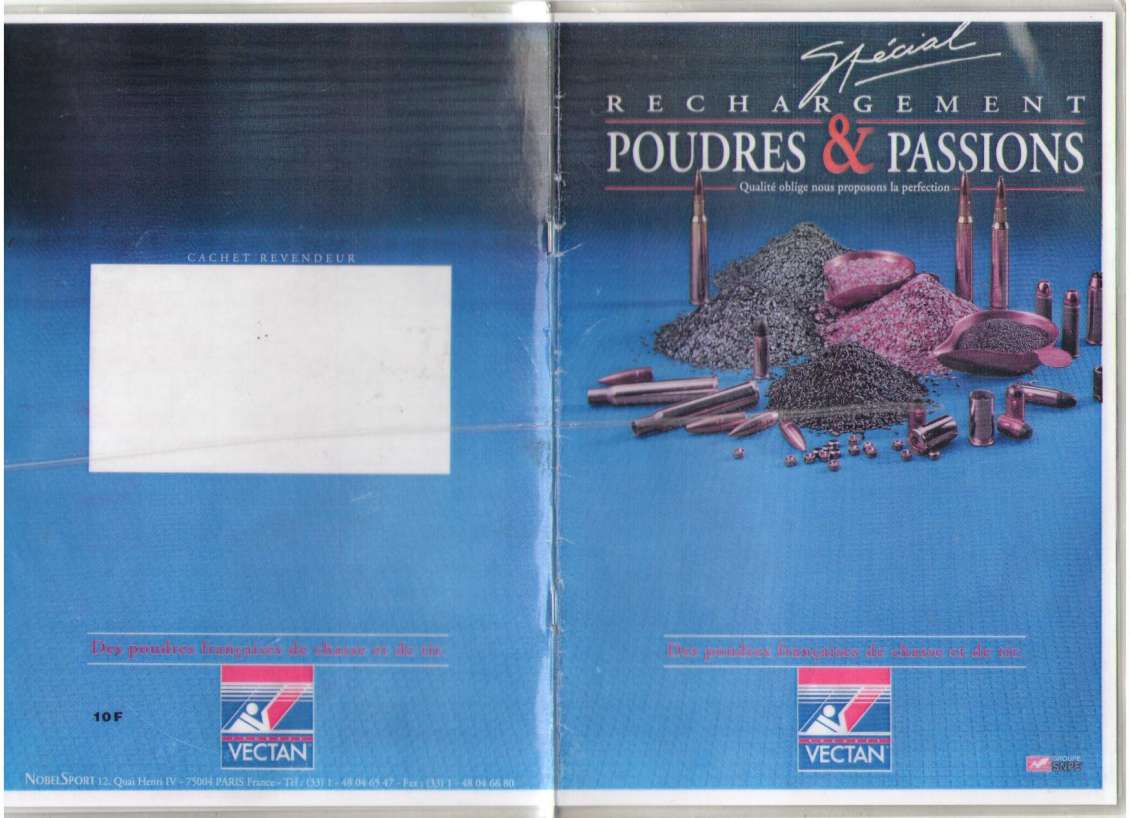 CACHET REVENDEUR
Des poudres françaises de chasse et de tir.
10 F
VECTAN
NOBELSPORT 12, Quai Henri IV - 75004 PARIS France - Tél : (33) 1 - 48 04 65 47 - Fax : (33) 1 - 48 04 66 80
Spécial
RECHARGEMENT
POUDRES & PASSIONS
Qualité oblige nous proposons la perfection
Des poudres françaises de chasse et de tir.
VECTAN
GROUPE
SNPE